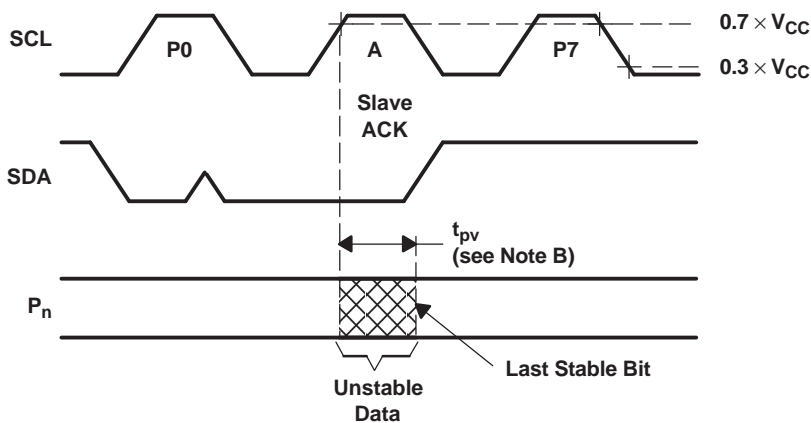 SCL
P0
A
P7
0.7 × VCC
0.3 × VCC
Slave
ACK
SDA
tpv
(see Note B)
Pn
Last Stable Bit
Unstable
Data